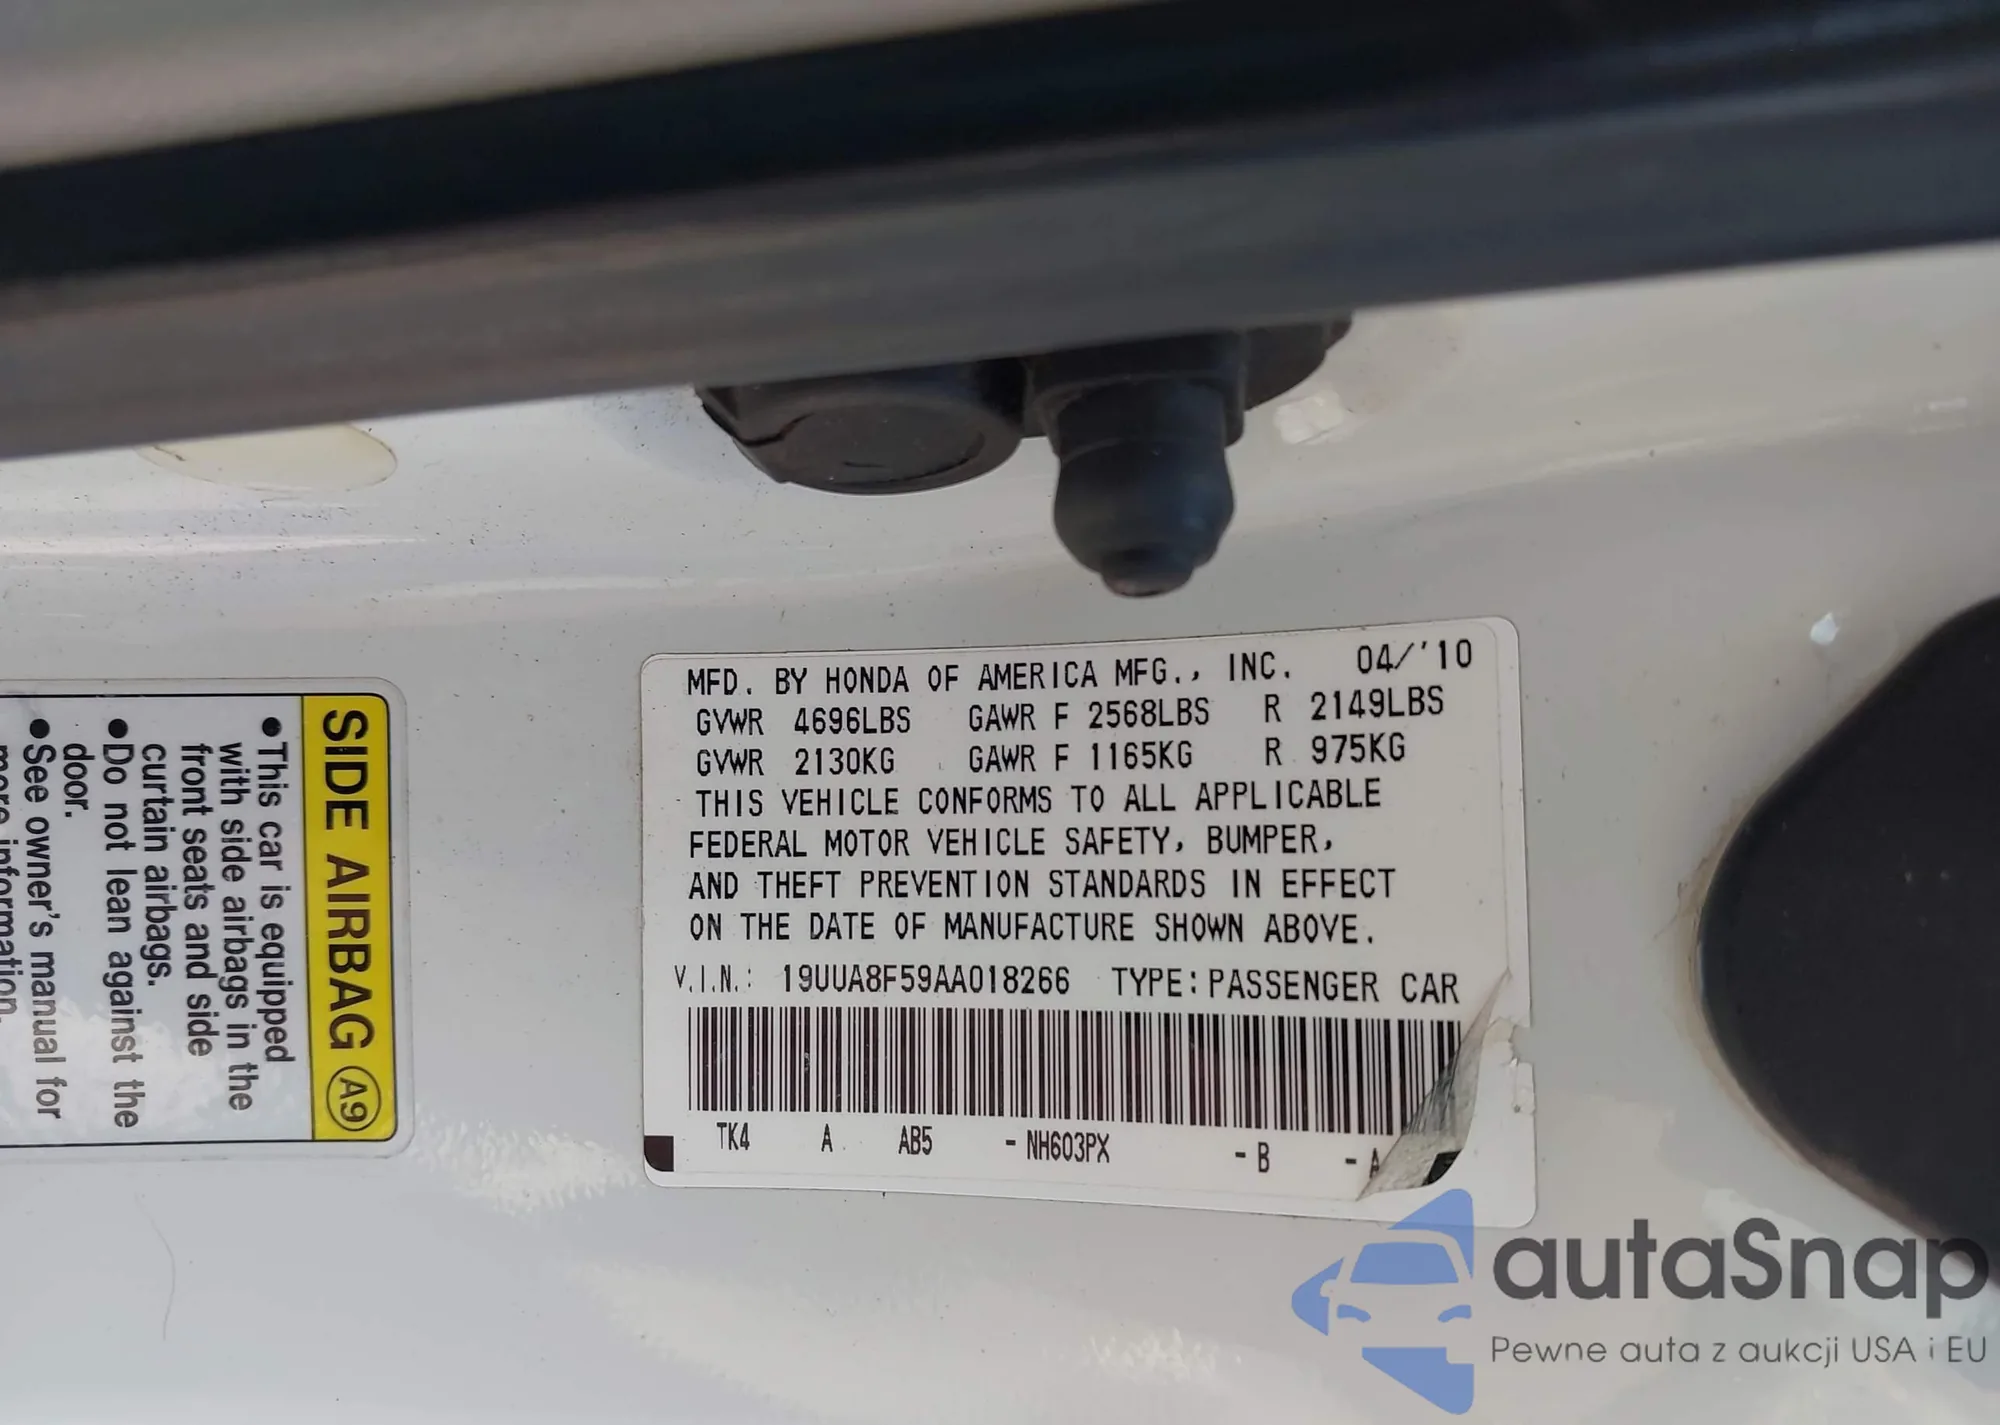 SIDE AIRBAG A9
●This car is equipped
with side airbags in the
front seats and side
curtain airbags.
●Do not lean against the
door.
●See owner's manual for
more information.
MFD. BY HONDA OF AMERICA MFG., INC. 04/'10
GVWR 4696LBS GAWR F 2568LBS R 2149LBS
GVWR 2130KG GAWR F 1165KG R 975KG
THIS VEHICLE CONFORMS TO ALL APPLICABLE
FEDERAL MOTOR VEHICLE SAFETY, BUMPER,
AND THEFT PREVENTION STANDARDS IN EFFECT
ON THE DATE OF MANUFACTURE SHOWN ABOVE.
V.I.N.: 19UUA8F59AA018266 TYPE: PASSENGER CAR
TK4 A AB5 - NH603PX - B - A
autaSnap
Pewne auta z aukcji USA i EU